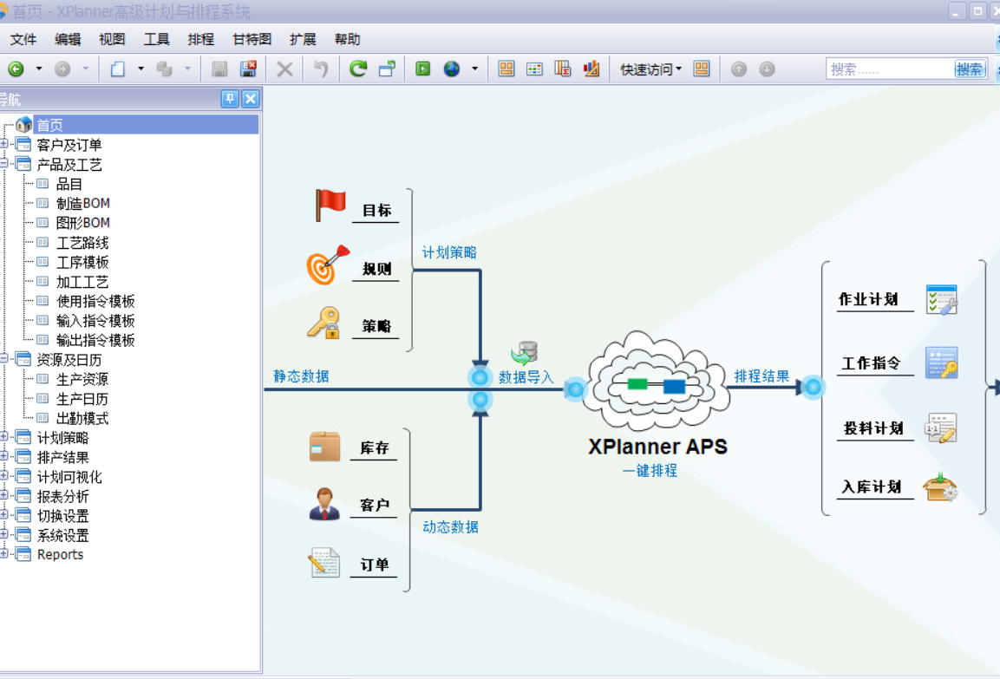 首页 - XPlanner高级计划与排程系统
文件 编辑 视图 工具 排程 甘特图 扩展 帮助
快速访问 搜索...... 搜索
导航
首页
客户及订单
产品及工艺
品目
制造BOM
图形BOM
工艺路线
工序模板
加工工艺
使用指令模板
输入指令模板
输出指令模板
资源及日历
生产资源
生产日历
出勤模式
计划策略
排产结果
计划可视化
报表分析
切换设置
系统设置
Reports
目标
规则
策略
计划策略
静态数据
数据导入
库存
客户
订单
动态数据
XPlanner APS
一键排程
排程结果
作业计划
工作指令
投料计划
入库计划